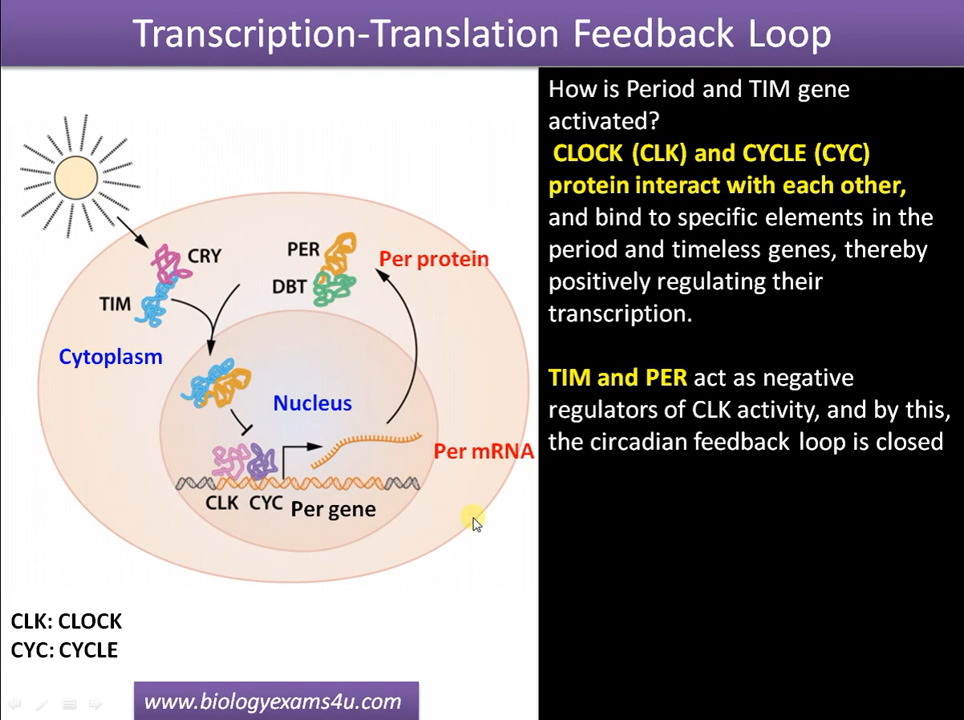 Transcription-Translation Feedback Loop
How is Period and TIM gene
activated?
CLOCK (CLK) and CYCLE (CYC)
protein interact with each other,
and bind to specific elements in the
period and timeless genes, thereby
positively regulating their
transcription.
TIM and PER act as negative
regulators of CLK activity, and by this,
the circadian feedback loop is closed
CRY
TIM
PER
DBT
Per protein
Cytoplasm
Nucleus
Per mRNA
CLK CYC Per gene
CLK: CLOCK
CYC: CYCLE
www.biologyexams4u.com